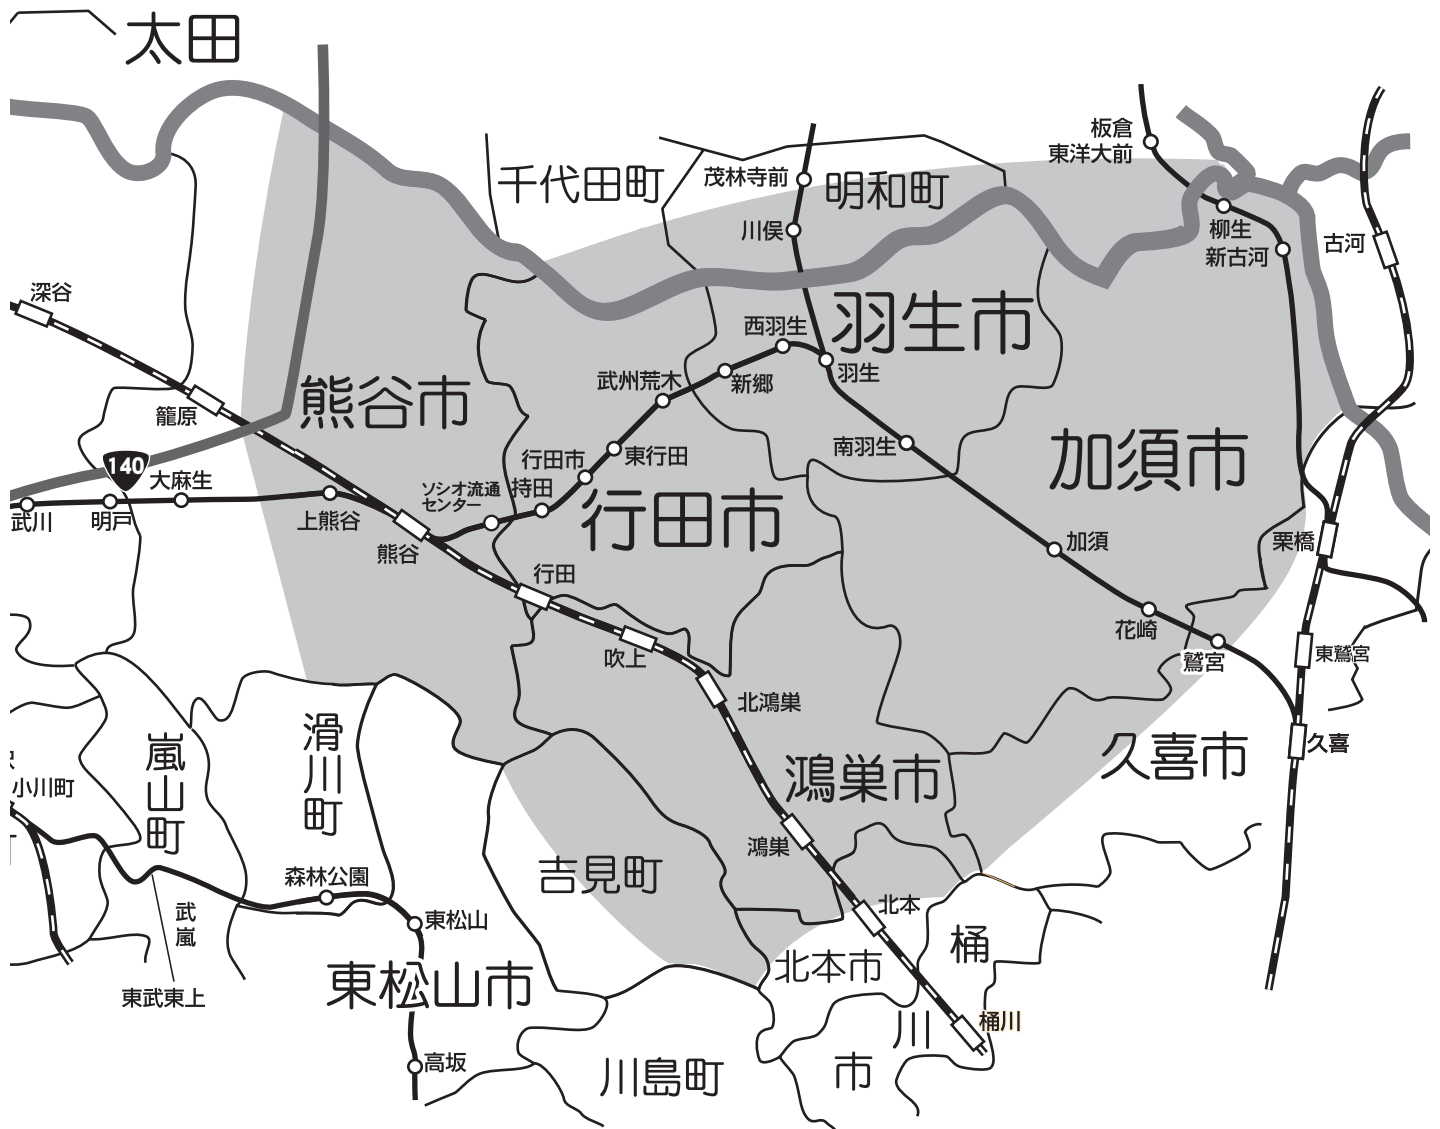 太田
千代田町
茂林寺前
明和町
板倉
東洋大前
川俣
柳生
新古河
古河
深谷
羽生市
西羽生
羽生
武州荒木
新郷
籠原
熊谷市
南羽生
加須市
140
大麻生
行田市
東行田
ソシオ流通
センター
持田
武川
明戸
上熊谷
行田市
熊谷
加須
栗橋
行田
花崎
吹上
鷲宮
東鷲宮
北鴻巣
嵐山町
滑川町
久喜市
久喜
小川町
鴻巣市
鴻巣
吉見町
森林公園
東松山
北本
武嵐
桶川市
北本市
東松山市
東武東上
桶川
高坂
川島町